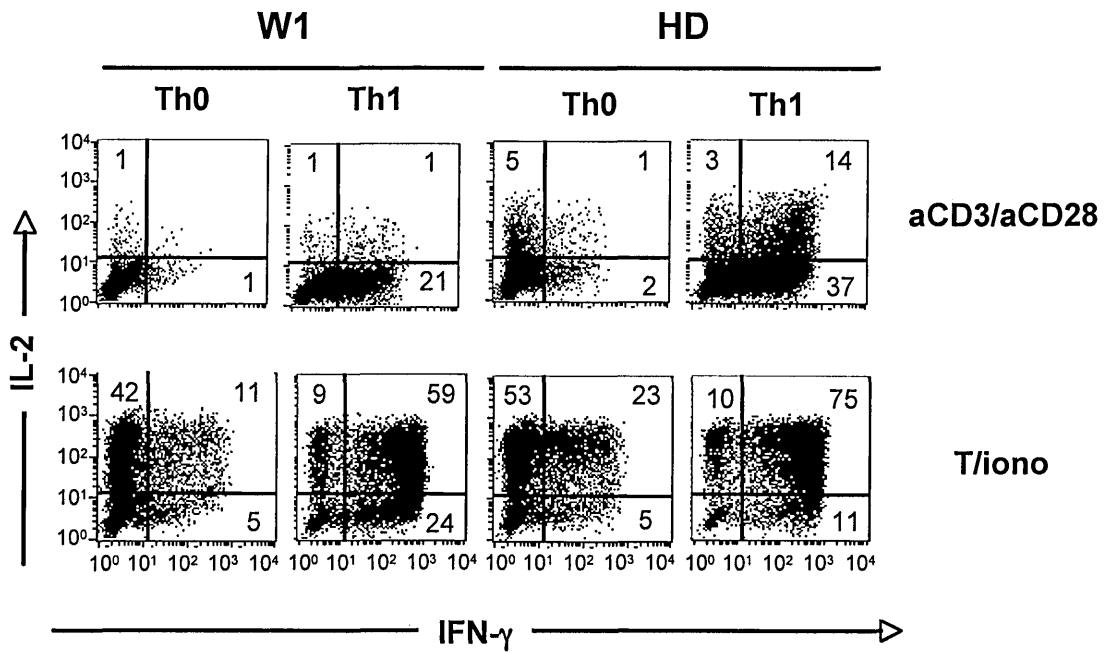 W1 HD
Th0 Th1 Th0 Th1
10⁴ 1 1 1 5 1 3 14
10³
10² aCD3/aCD28
10¹
10⁰ 1 21 2 37
10⁴ 42 11 9 59 53 23 10 75
10³
10² T/iono
10¹
10⁰ 5 24 5 11
10⁰ 10¹ 10² 10³ 10⁴ 10⁰ 10¹ 10² 10³ 10⁴ 10⁰ 10¹ 10² 10³ 10⁴ 10⁰ 10¹ 10² 10³ 10⁴
IL-2
IFN-γ